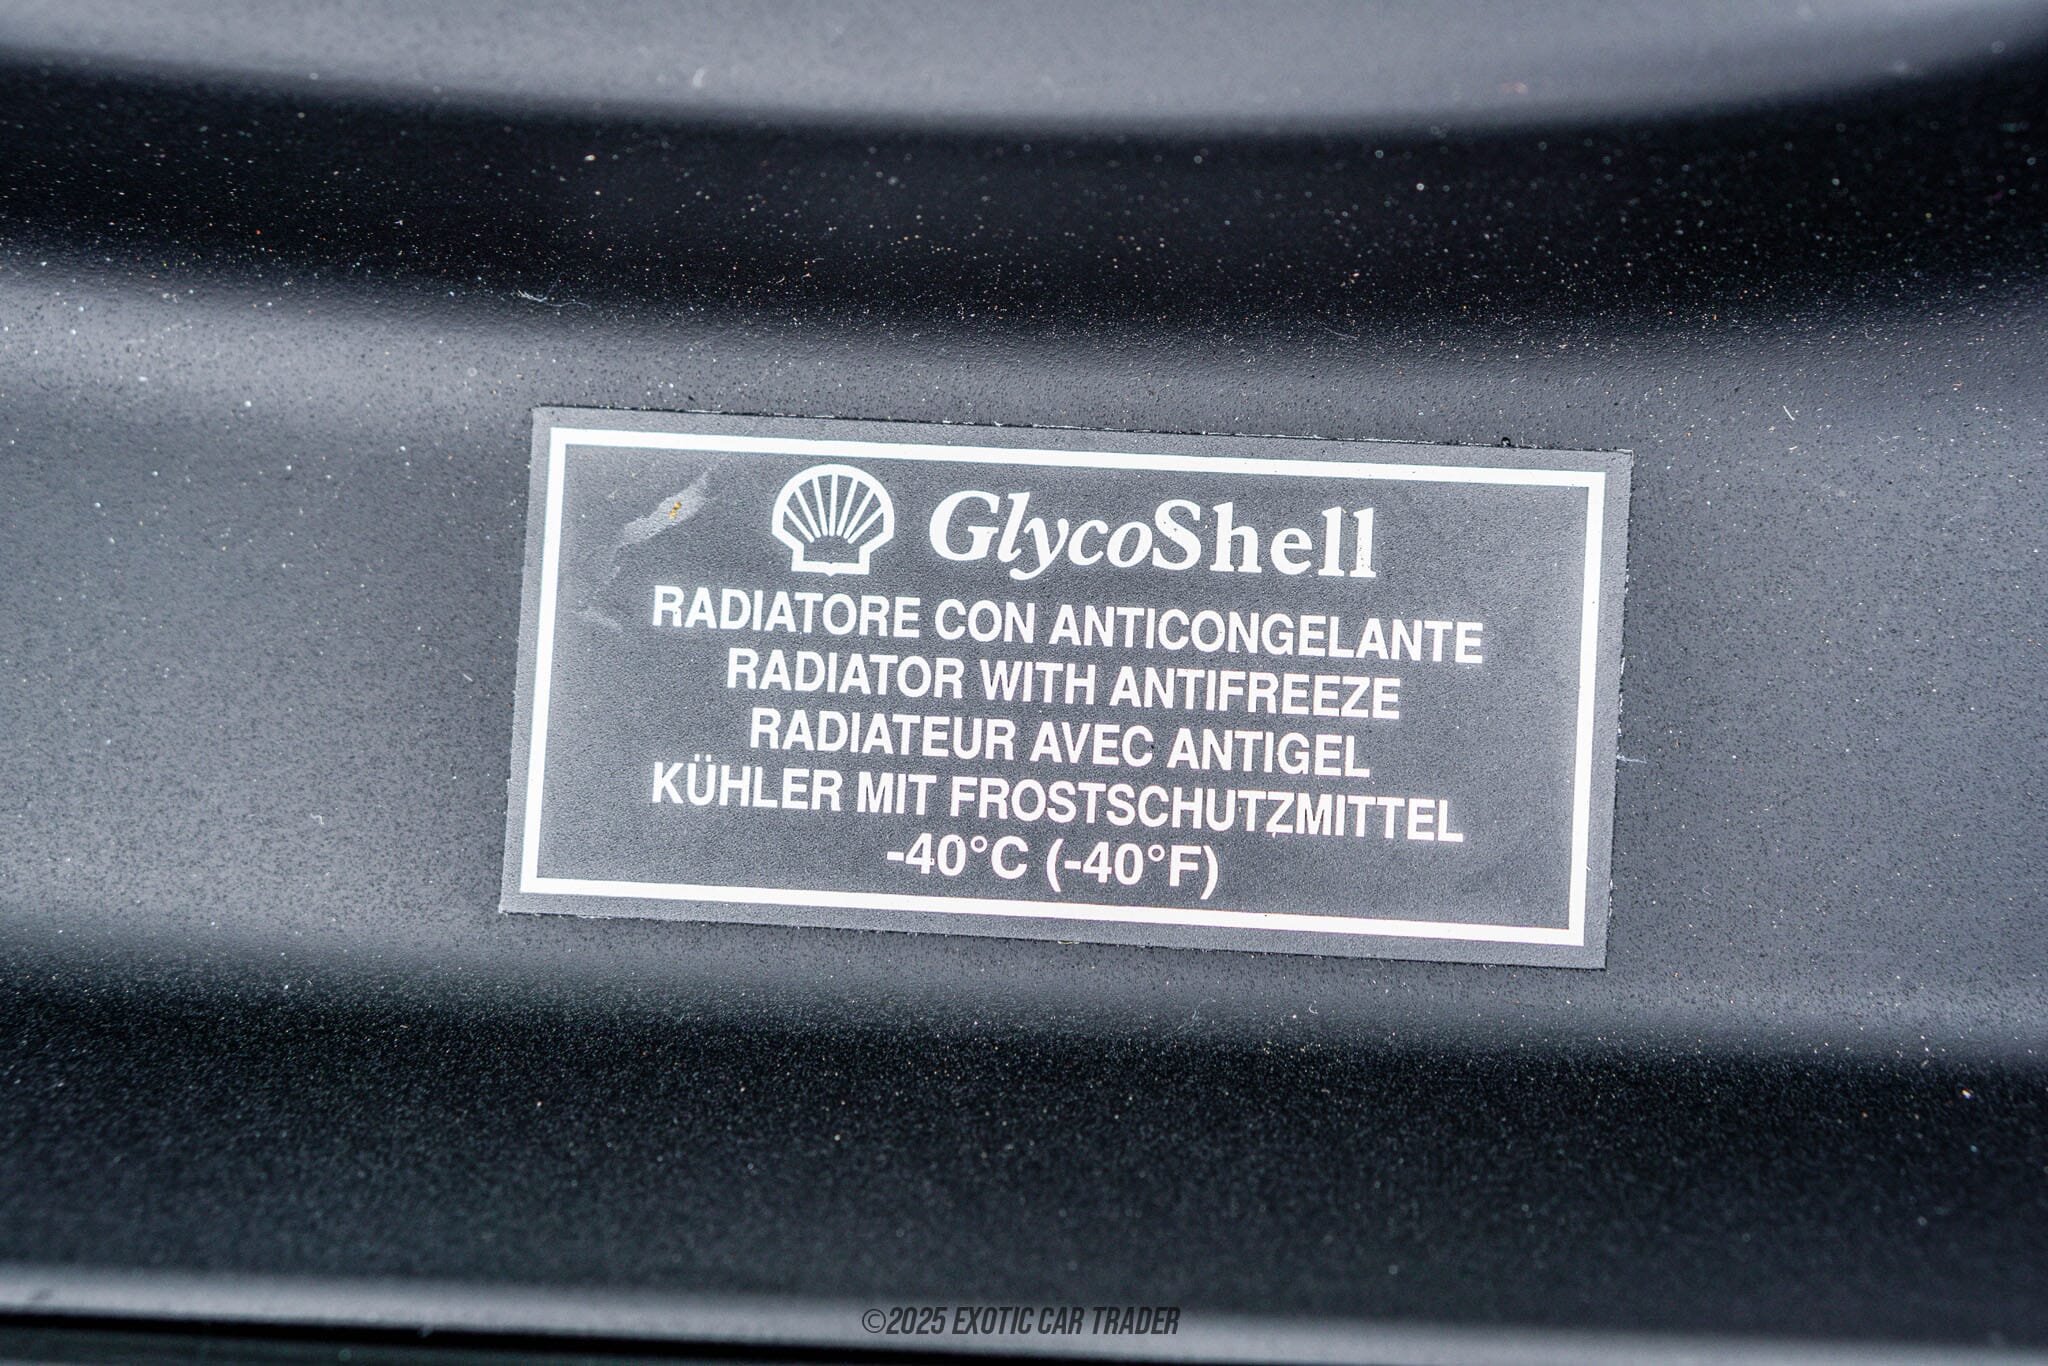 GlycoShell
RADIATORE CON ANTICONGELANTE
RADIATOR WITH ANTIFREEZE
RADIATEUR AVEC ANTIGEL
KÜHLER MIT FROSTSCHUTZMITTEL
-40°C (-40°F)
©2025 EXOTIC CAR TRADER